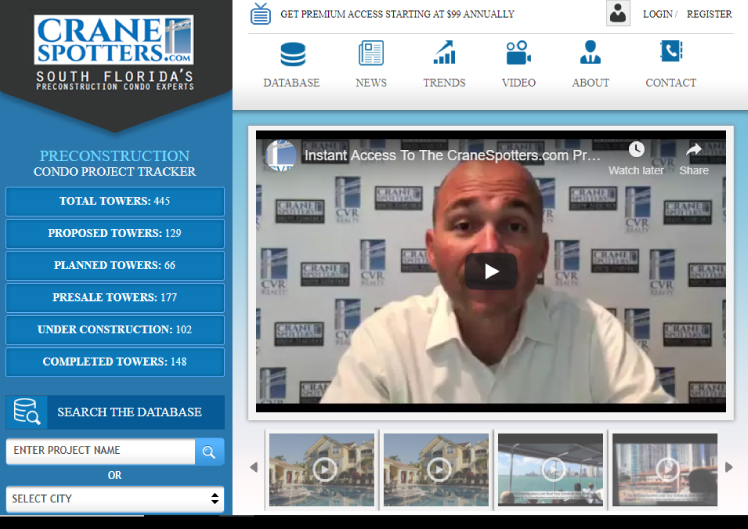 CRANE
SPOTTERS.COM
SOUTH FLORIDA'S
PRECONSTRUCTION CONDO EXPERTS
GET PREMIUM ACCESS STARTING AT $99 ANNUALLY
LOGIN / REGISTER
DATABASE NEWS TRENDS VIDEO ABOUT CONTACT
PRECONSTRUCTION
CONDO PROJECT TRACKER
TOTAL TOWERS: 445
PROPOSED TOWERS: 129
PLANNED TOWERS: 66
PRESALE TOWERS: 177
UNDER CONSTRUCTION: 102
COMPLETED TOWERS: 148
SEARCH THE DATABASE
ENTER PROJECT NAME
OR
SELECT CITY
Instant Access To The CraneSpotters.com Pr...
Watch later Share
CRANE
SPOTTERS
CVR
REALTY